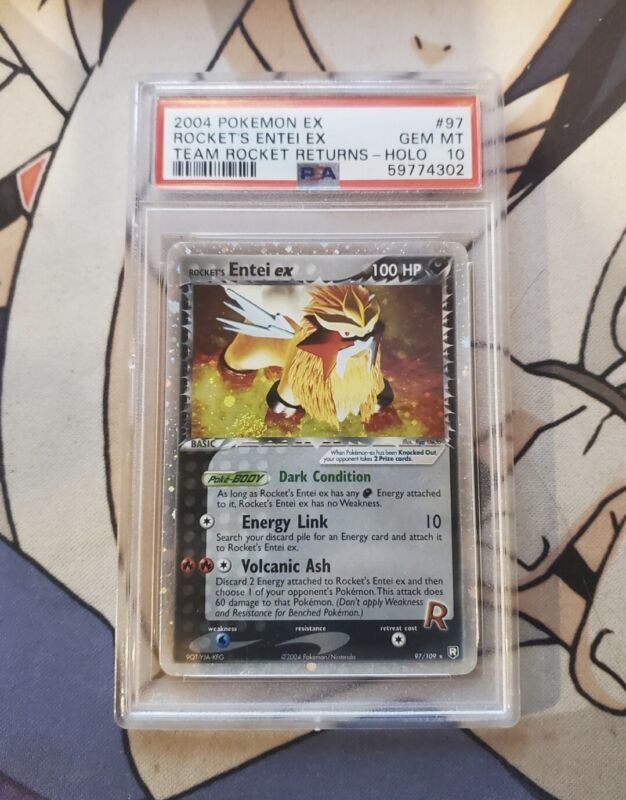 2004 POKEMON EX #97
ROCKET'S ENTEI EX GEM MT
TEAM ROCKET RETURNS - HOLO 10
PSA 59774302
ROCKET'S Entei ex 100 HP
BASIC
When Pokémon-ex has been Knocked Out,
your opponent takes 2 Prize cards.
Poké-BODY Dark Condition
As long as Rocket's Entei ex has any Energy attached
to it, Rocket's Entei ex has no Weakness.
Energy Link 10
Search your discard pile for an Energy card and attach it
to Rocket's Entei ex.
Volcanic Ash
Discard 2 Energy attached to Rocket's Entei ex and then
choose 1 of your opponent's Pokémon. This attack does
60 damage to that Pokémon. (Don't apply Weakness
and Resistance for Benched Pokémon.)
R
weakness resistance retreat cost
9QT-YJA-KFG ©2004 Pokémon/Nintendo 97/109 ★ R